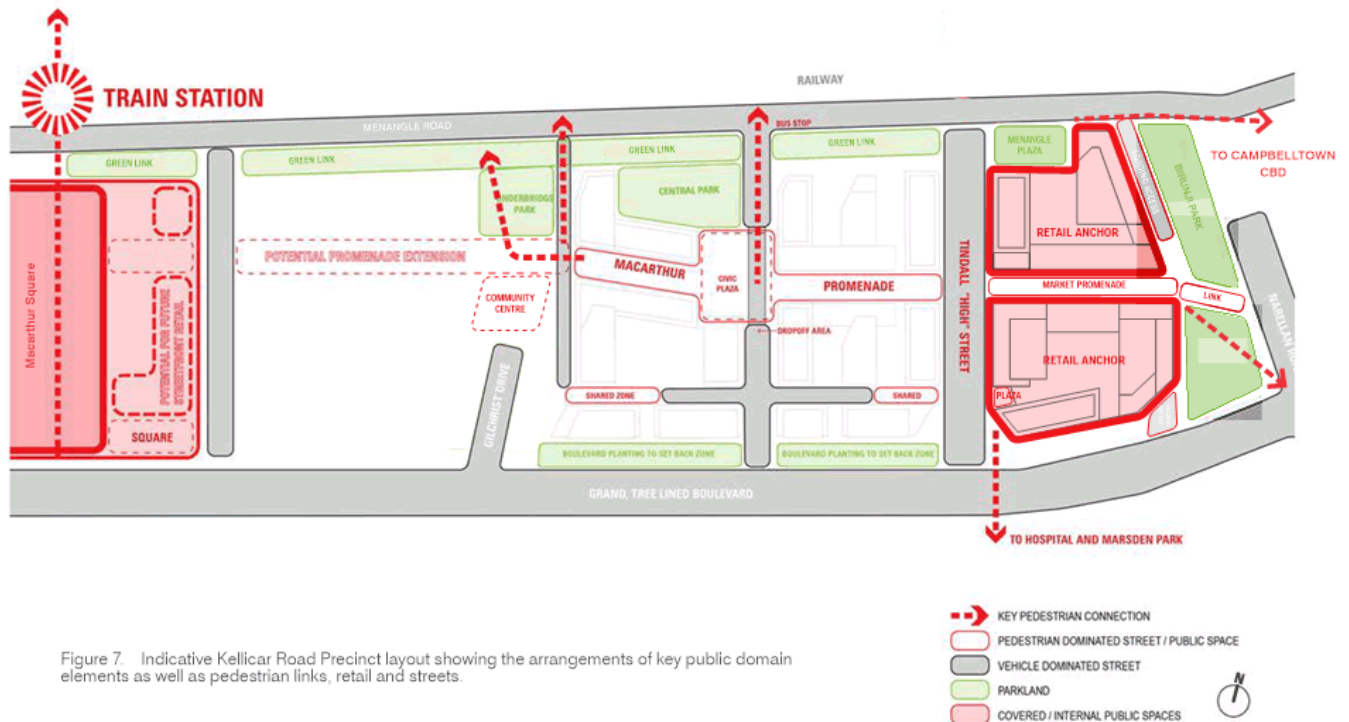 RAILWAY
TRAIN STATION
MENANGLE ROAD
BUS STOP
GREEN LINK
GREEN LINK
GREEN LINK
GREEN LINK
MENANGLE
PLAZA
TO CAMPBELLTOWN
CBD
BIRUNJI PARK
UNDERBRIDGE
PARK
CENTRAL PARK
RETAIL ANCHOR
POTENTIAL PROMENADE EXTENSION
MACARTHUR
CIVIC
PLAZA
PROMENADE
TINDALL "HIGH" STREET
MARKET PROMENADE
LINK
COMMUNITY
CENTRE
Macarthur Square
POTENTIAL FOR FUTURE
STREETFRONT RETAIL
DROPOFF AREA
RETAIL ANCHOR
GILCHRIST DRIVE
SHARED ZONE
SHARED
PLAZA
SQUARE
BOULEVARD PLANTING TO SET BACK ZONE
BOULEVARD PLANTING TO SET BACK ZONE
GRAND, TREE LINED BOULEVARD
TO HOSPITAL AND MARSDEN PARK
KEY PEDESTRIAN CONNECTION
PEDESTRIAN DOMINATED STREET / PUBLIC SPACE
VEHICLE DOMINATED STREET
PARKLAND
COVERED / INTERNAL PUBLIC SPACES
N
Figure 7. Indicative Kellicar Road Precinct layout showing the arrangements of key public domain
elements as well as pedestrian links, retail and streets.